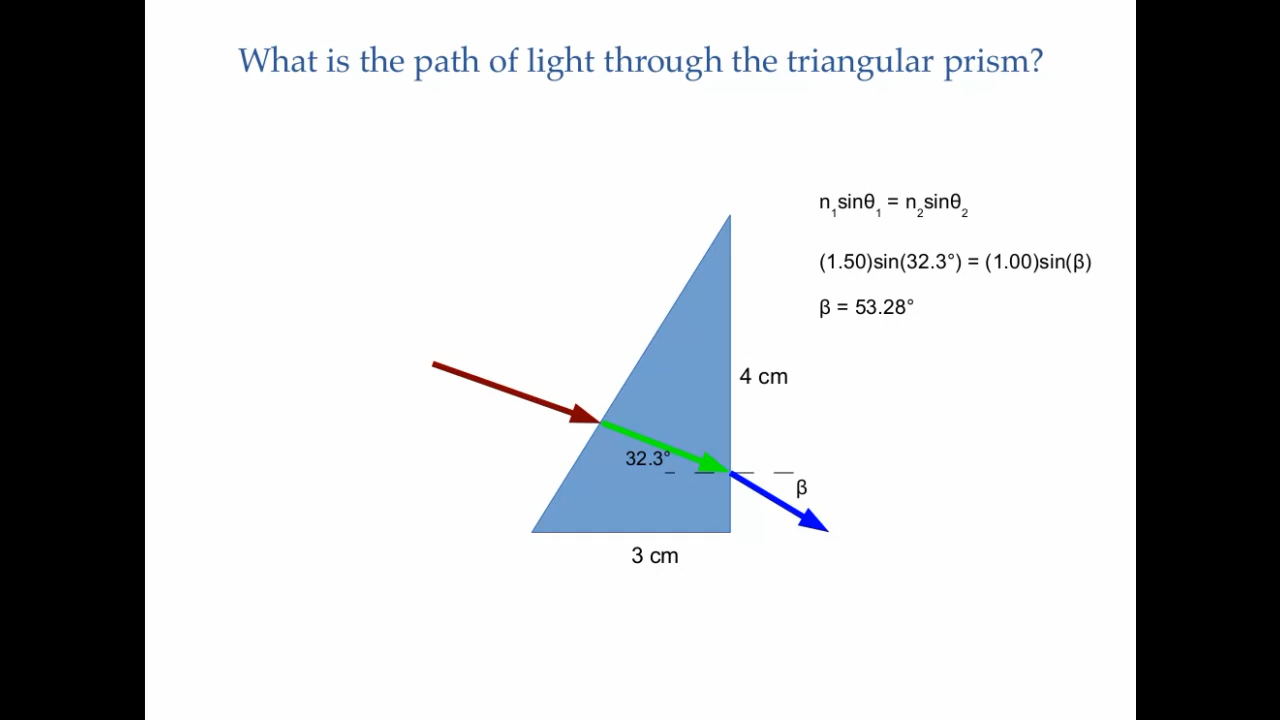 What is the path of light through the triangular prism?
n₁sinθ₁ = n₂sinθ₂
(1.50)sin(32.3°) = (1.00)sin(β)
β = 53.28°
4 cm
32.3°
β
3 cm